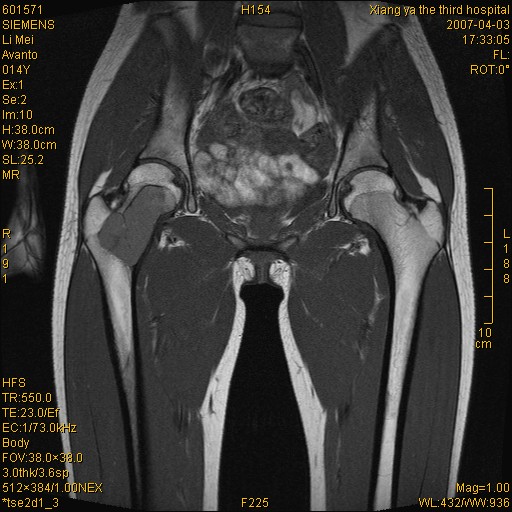 601571
SIEMENS
Li Mei
Avanto
014Y
Ex:1
Se:2
Im:10
H:38.0cm
W:38.0cm
SL:25.2
MR
H154
Xiang ya the third hospital
2007-04-03
17:33:05
FL:
ROT:0°
R
1
9
1
L
1
8
8
10
cm
HFS
TR:550.0
TE:23.0/Ef
EC:1/73.0kHz
Body
FOV:38.0×38.0
3.0thk/3.6sp
512×384/1.00NEX
*tse2d1_3
F225
Mag=1.00
WL:432/WW:936